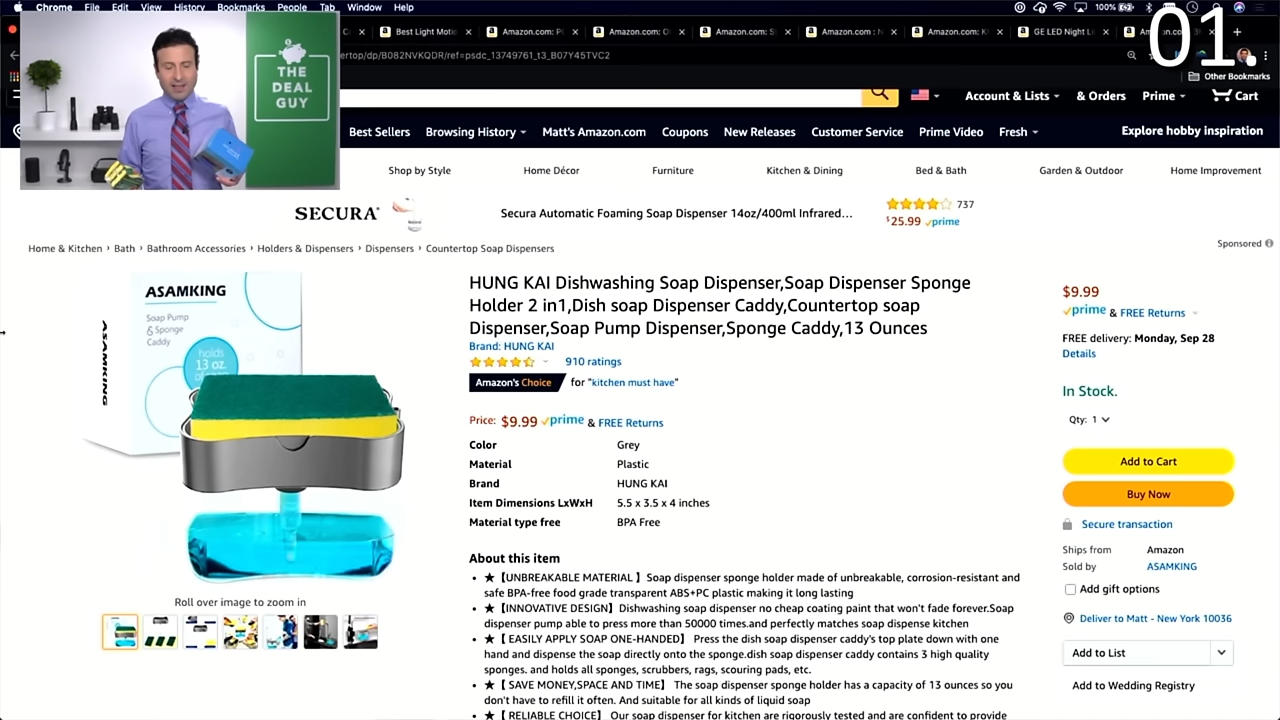 Chrome File Edit View History Bookmarks People Tab Window Help
100%
01.
Best Light Motio
Amazon.com: P
Amazon.com: O
Amazon.com: S
Amazon.com : N
Amazon.com: K
GE LED Night L
ertop/dp/B082NVKQDR/ref=psdc_13749761_t3_B07Y45TVC2
Other Bookmarks
THE
DEAL
GUY
Account & Lists
& Orders
Prime
Cart
Best Sellers
Browsing History
Matt's Amazon.com
Coupons
New Releases
Customer Service
Prime Video
Fresh
Explore hobby inspiration
Shop by Style
Home Décor
Furniture
Kitchen & Dining
Bed & Bath
Garden & Outdoor
Home Improvement
SECURA
Secura Automatic Foaming Soap Dispenser 14oz/400ml Infrared…
737
$25.99 prime
Sponsored
Home & Kitchen › Bath › Bathroom Accessories › Holders & Dispensers › Dispensers › Countertop Soap Dispensers
ASAMKING
Soap Pump
& Sponge
Caddy
holds
13 oz.
ASAMKING
Roll over image to zoom in
HUNG KAI Dishwashing Soap Dispenser,Soap Dispenser Sponge
Holder 2 in1,Dish soap Dispenser Caddy,Countertop soap
Dispenser,Soap Pump Dispenser,Sponge Caddy,13 Ounces
Brand: HUNG KAI
910 ratings
Amazon's Choice for "kitchen must have"
Price: $9.99 prime & FREE Returns
Color Grey
Material Plastic
Brand HUNG KAI
Item Dimensions LxWxH 5.5 x 3.5 x 4 inches
Material type free BPA Free
About this item
• ★【UNBREAKABLE MATERIAL 】Soap dispenser sponge holder made of unbreakable, corrosion-resistant and
safe BPA-free food grade transparent ABS+PC plastic making it long lasting
• ★【INNOVATIVE DESIGN】Dishwashing soap dispenser no cheap coating paint that won't fade forever.Soap
dispenser pump able to press more than 50000 times.and perfectly matches soap dispense kitchen
• ★【 EASILY APPLY SOAP ONE-HANDED】 Press the dish soap dispenser caddy's top plate down with one
hand and dispense the soap directly onto the sponge.dish soap dispenser caddy contains 3 high quality
sponges. and holds all sponges, scrubbers, rags, scouring pads, etc.
• ★【 SAVE MONEY,SPACE AND TIME】 The soap dispenser sponge holder has a capacity of 13 ounces so you
don't have to refill it often. And suitable for all kinds of liquid soap
• ★【 RELIABLE CHOICE】 Our soap dispenser for kitchen are rigorously tested and are confident to provide
$9.99
prime & FREE Returns
FREE delivery: Monday, Sep 28
Details
In Stock.
Qty: 1
Add to Cart
Buy Now
Secure transaction
Ships from Amazon
Sold by ASAMKING
Add gift options
Deliver to Matt - New York 10036
Add to List
Add to Wedding Registry